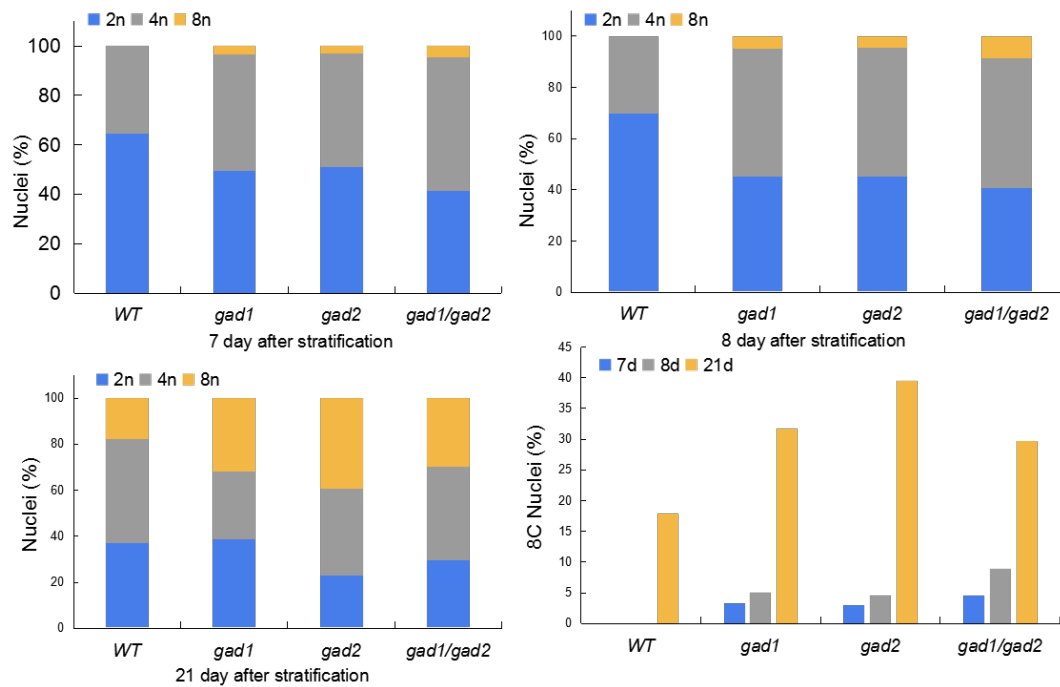 2n 4n 8n
100
80
60
40
20
0
Nuclei (%)
WT gad1 gad2 gad1/gad2
7 day after stratification
2n 4n 8n
100
80
60
40
20
0
Nuclei (%)
WT gad1 gad2 gad1/gad2
8 day after stratification
2n 4n 8n
100
80
60
40
20
0
Nuclei (%)
WT gad1 gad2 gad1/gad2
21 day after stratification
7d 8d 21d
45
40
35
30
25
20
15
10
5
0
8C Nuclei (%)
WT gad1 gad2 gad1/gad2